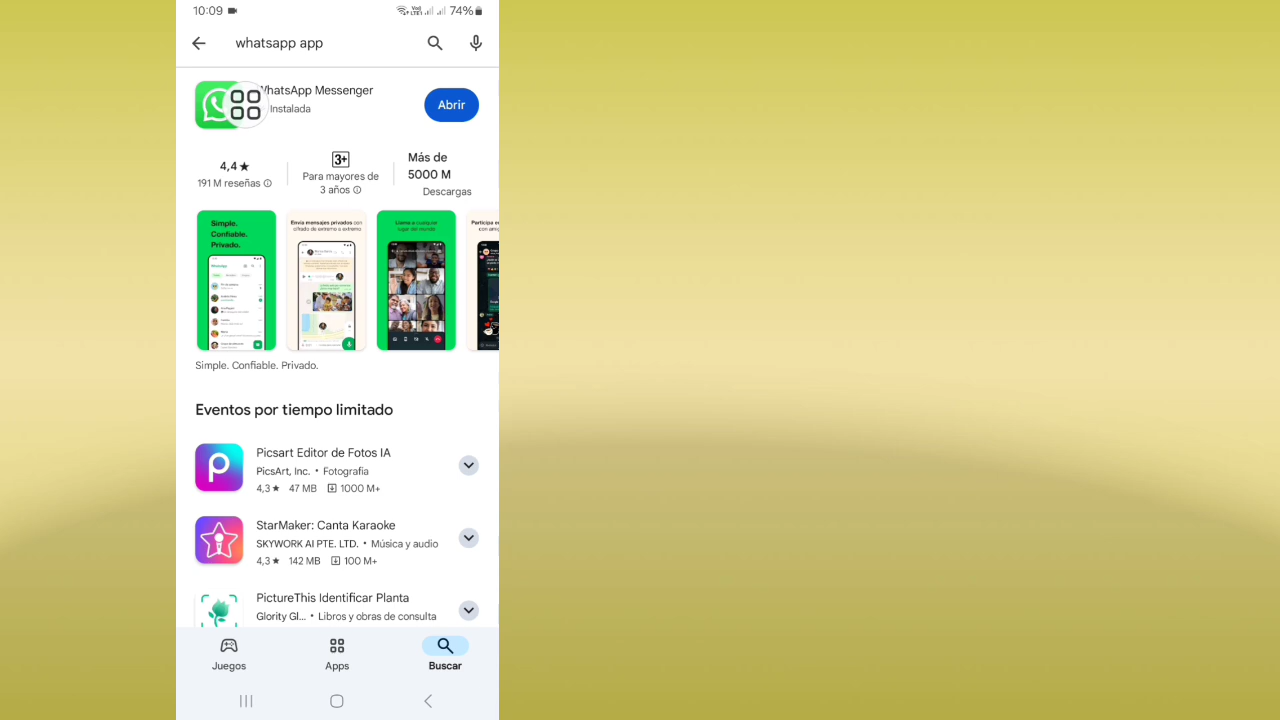 10:09 74%
whatsapp app
WhatsApp Messenger
Instalada
Abrir
4,4★
191 M reseñas
3+
Para mayores de
3 años
Más de
5000 M
Descargas
Simple.
Confiable.
Privado.
Envía mensajes privados con
cifrado de extremo a extremo
Llama a cualquier
lugar del mundo
Simple. Confiable. Privado.
Eventos por tiempo limitado
Picsart Editor de Fotos IA
PicsArt, Inc. • Fotografía
4,3★ 47 MB 1000 M+
StarMaker: Canta Karaoke
SKYWORK AI PTE. LTD. • Música y audio
4,3★ 142 MB 100 M+
PictureThis Identificar Planta
Glority Gl... • Libros y obras de consulta
Juegos
Apps
Buscar